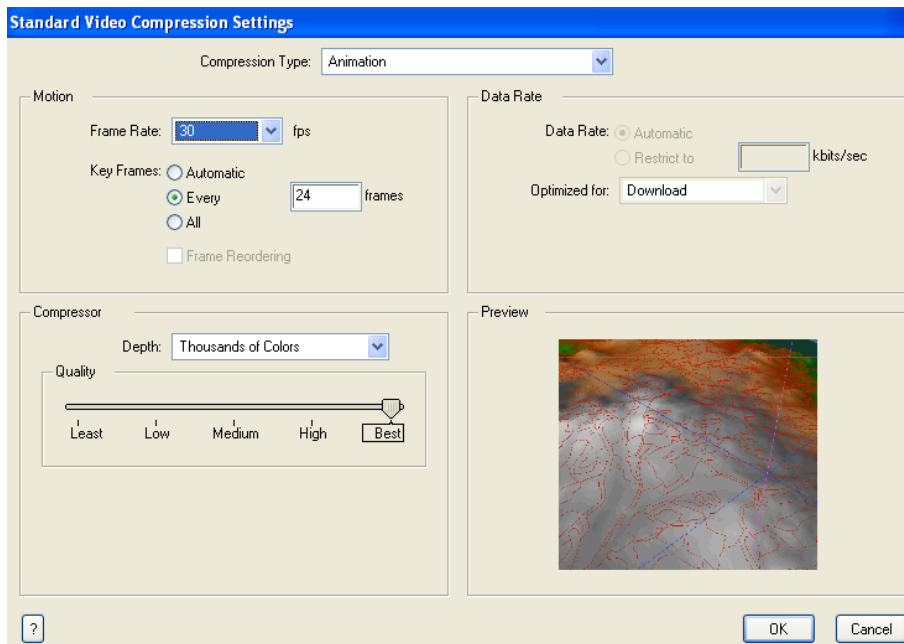 Standard Video Compression Settings
Compression Type: Animation
Motion
Frame Rate: 30 fps
Key Frames: Automatic
Every 24 frames
All
Frame Reordering
Data Rate
Data Rate: Automatic
Restrict to kbits/sec
Optimized for: Download
Compressor
Depth: Thousands of Colors
Quality
Least Low Medium High Best
Preview
? OK Cancel